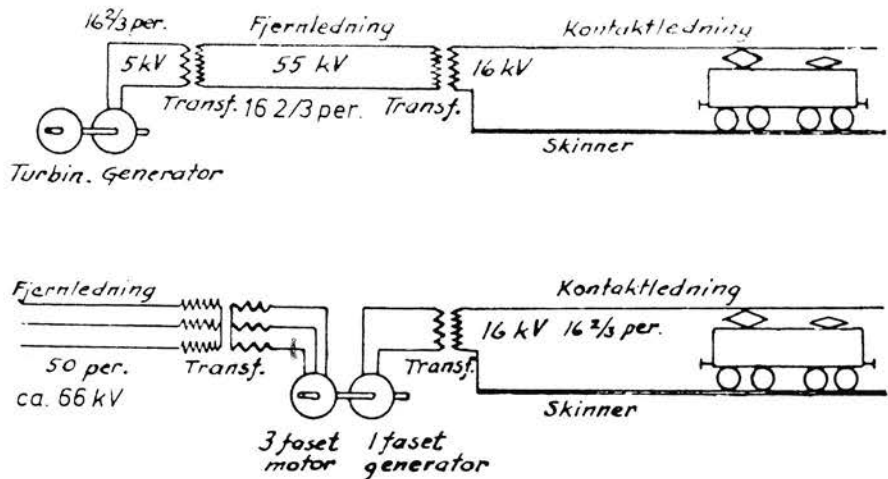 16 2/3 per.
Fjernledning
Kontaktledning
5 kV
55 kV
16 kV
Transf.
16 2/3 per.
Transf.
Skinner
Turbin. Generator
Fjernledning
Kontaktledning
16 kV 16 2/3 per.
50 per.
Transf.
Transf.
ca. 66 kV
Skinner
3 faset
motor
1 faset
generator